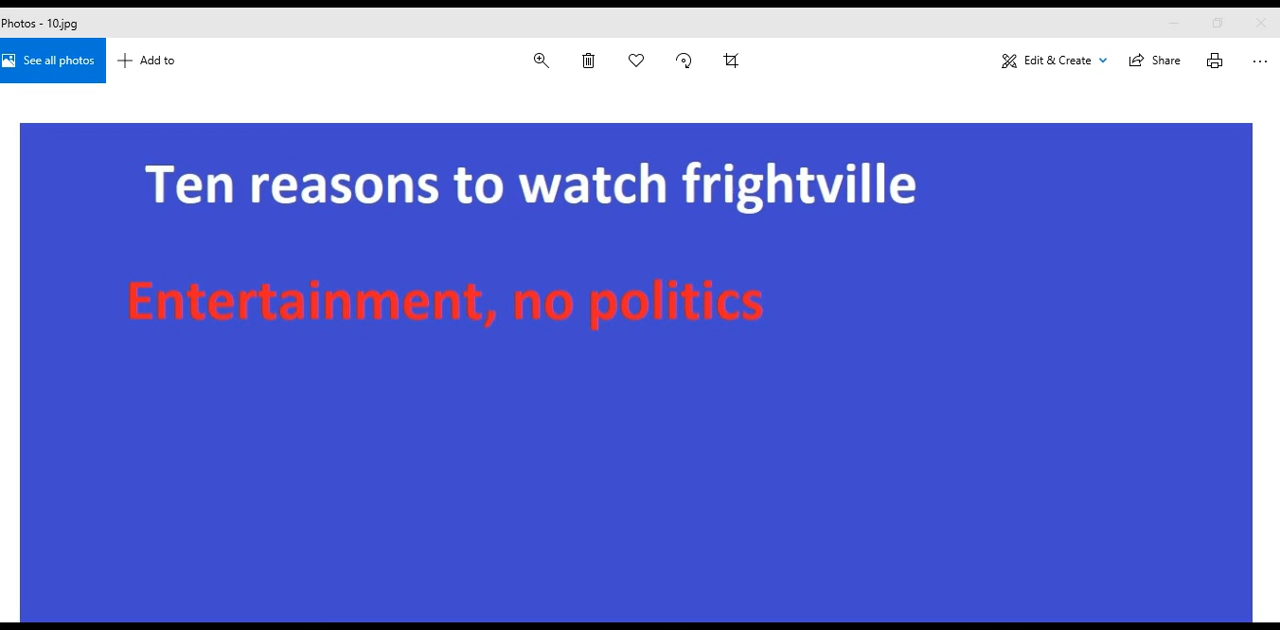 Photos - 10.jpg
See all photos
Add to
Edit & Create
Share
Ten reasons to watch frightville
Entertainment, no politics